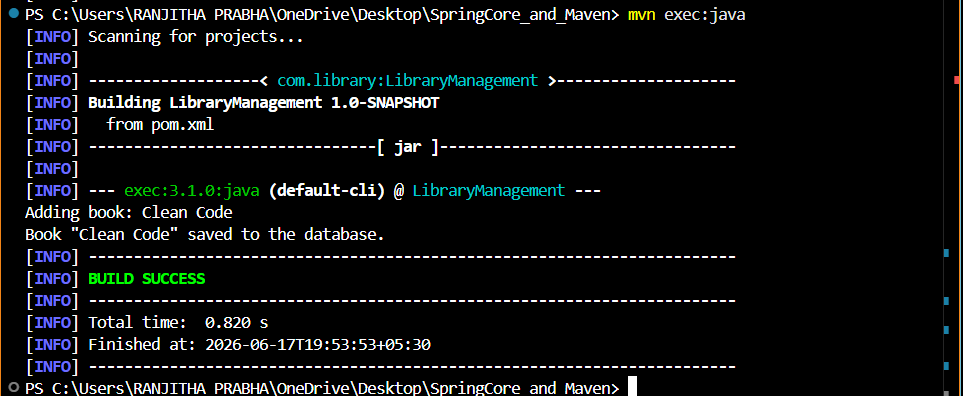 PS C:\Users\RANJITHA PRABHA\OneDrive\Desktop\SpringCore_and_Maven> mvn exec:java
[INFO] Scanning for projects...
[INFO]
[INFO] -------------------< com.library:LibraryManagement >--------------------
[INFO] Building LibraryManagement 1.0-SNAPSHOT
[INFO]   from pom.xml
[INFO] --------------------------------[ jar ]---------------------------------
[INFO]
[INFO] --- exec:3.1.0:java (default-cli) @ LibraryManagement ---
Adding book: Clean Code
Book "Clean Code" saved to the database.
[INFO] ------------------------------------------------------------------------
[INFO] BUILD SUCCESS
[INFO] ------------------------------------------------------------------------
[INFO] Total time:  0.820 s
[INFO] Finished at: 2026-06-17T19:53:53+05:30
[INFO] ------------------------------------------------------------------------
PS C:\Users\RANJITHA PRABHA\OneDrive\Desktop\SpringCore and Maven>